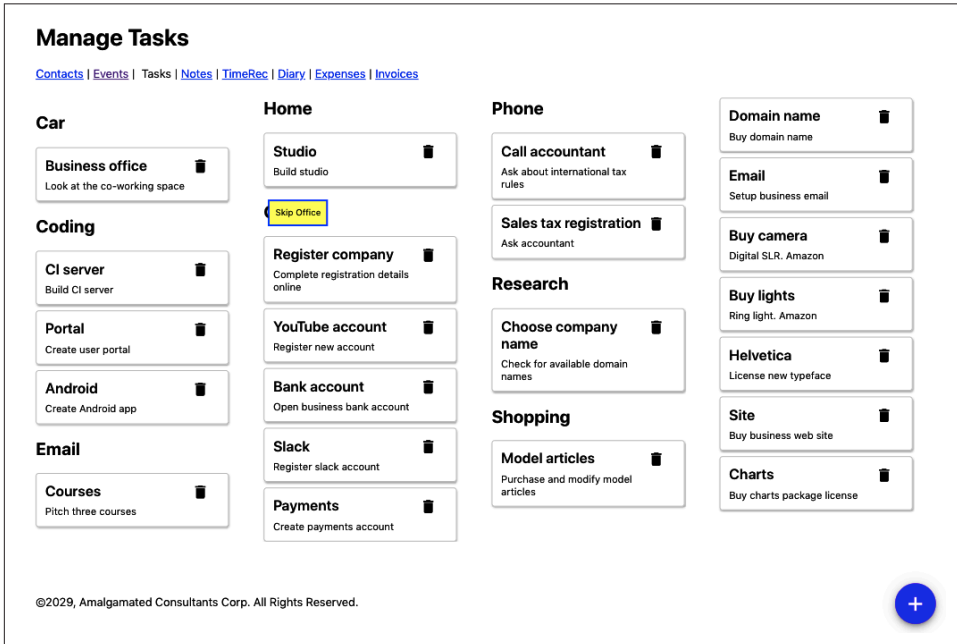 Manage Tasks
Contacts | Events | Tasks | Notes | TimeRec | Diary | Expenses | Invoices
Car
Business office
Look at the co-working space
Coding
CI server
Build CI server
Portal
Create user portal
Android
Create Android app
Email
Courses
Pitch three courses
Home
Studio
Build studio
Skip Office
Register company
Complete registration details
online
YouTube account
Register new account
Bank account
Open business bank account
Slack
Register slack account
Payments
Create payments account
Phone
Call accountant
Ask about international tax
rules
Sales tax registration
Ask accountant
Research
Choose company
name
Check for available domain
names
Shopping
Model articles
Purchase and modify model
articles
Domain name
Buy domain name
Email
Setup business email
Buy camera
Digital SLR. Amazon
Buy lights
Ring light. Amazon
Helvetica
License new typeface
Site
Buy business web site
Charts
Buy charts package license
©2029, Amalgamated Consultants Corp. All Rights Reserved.
+